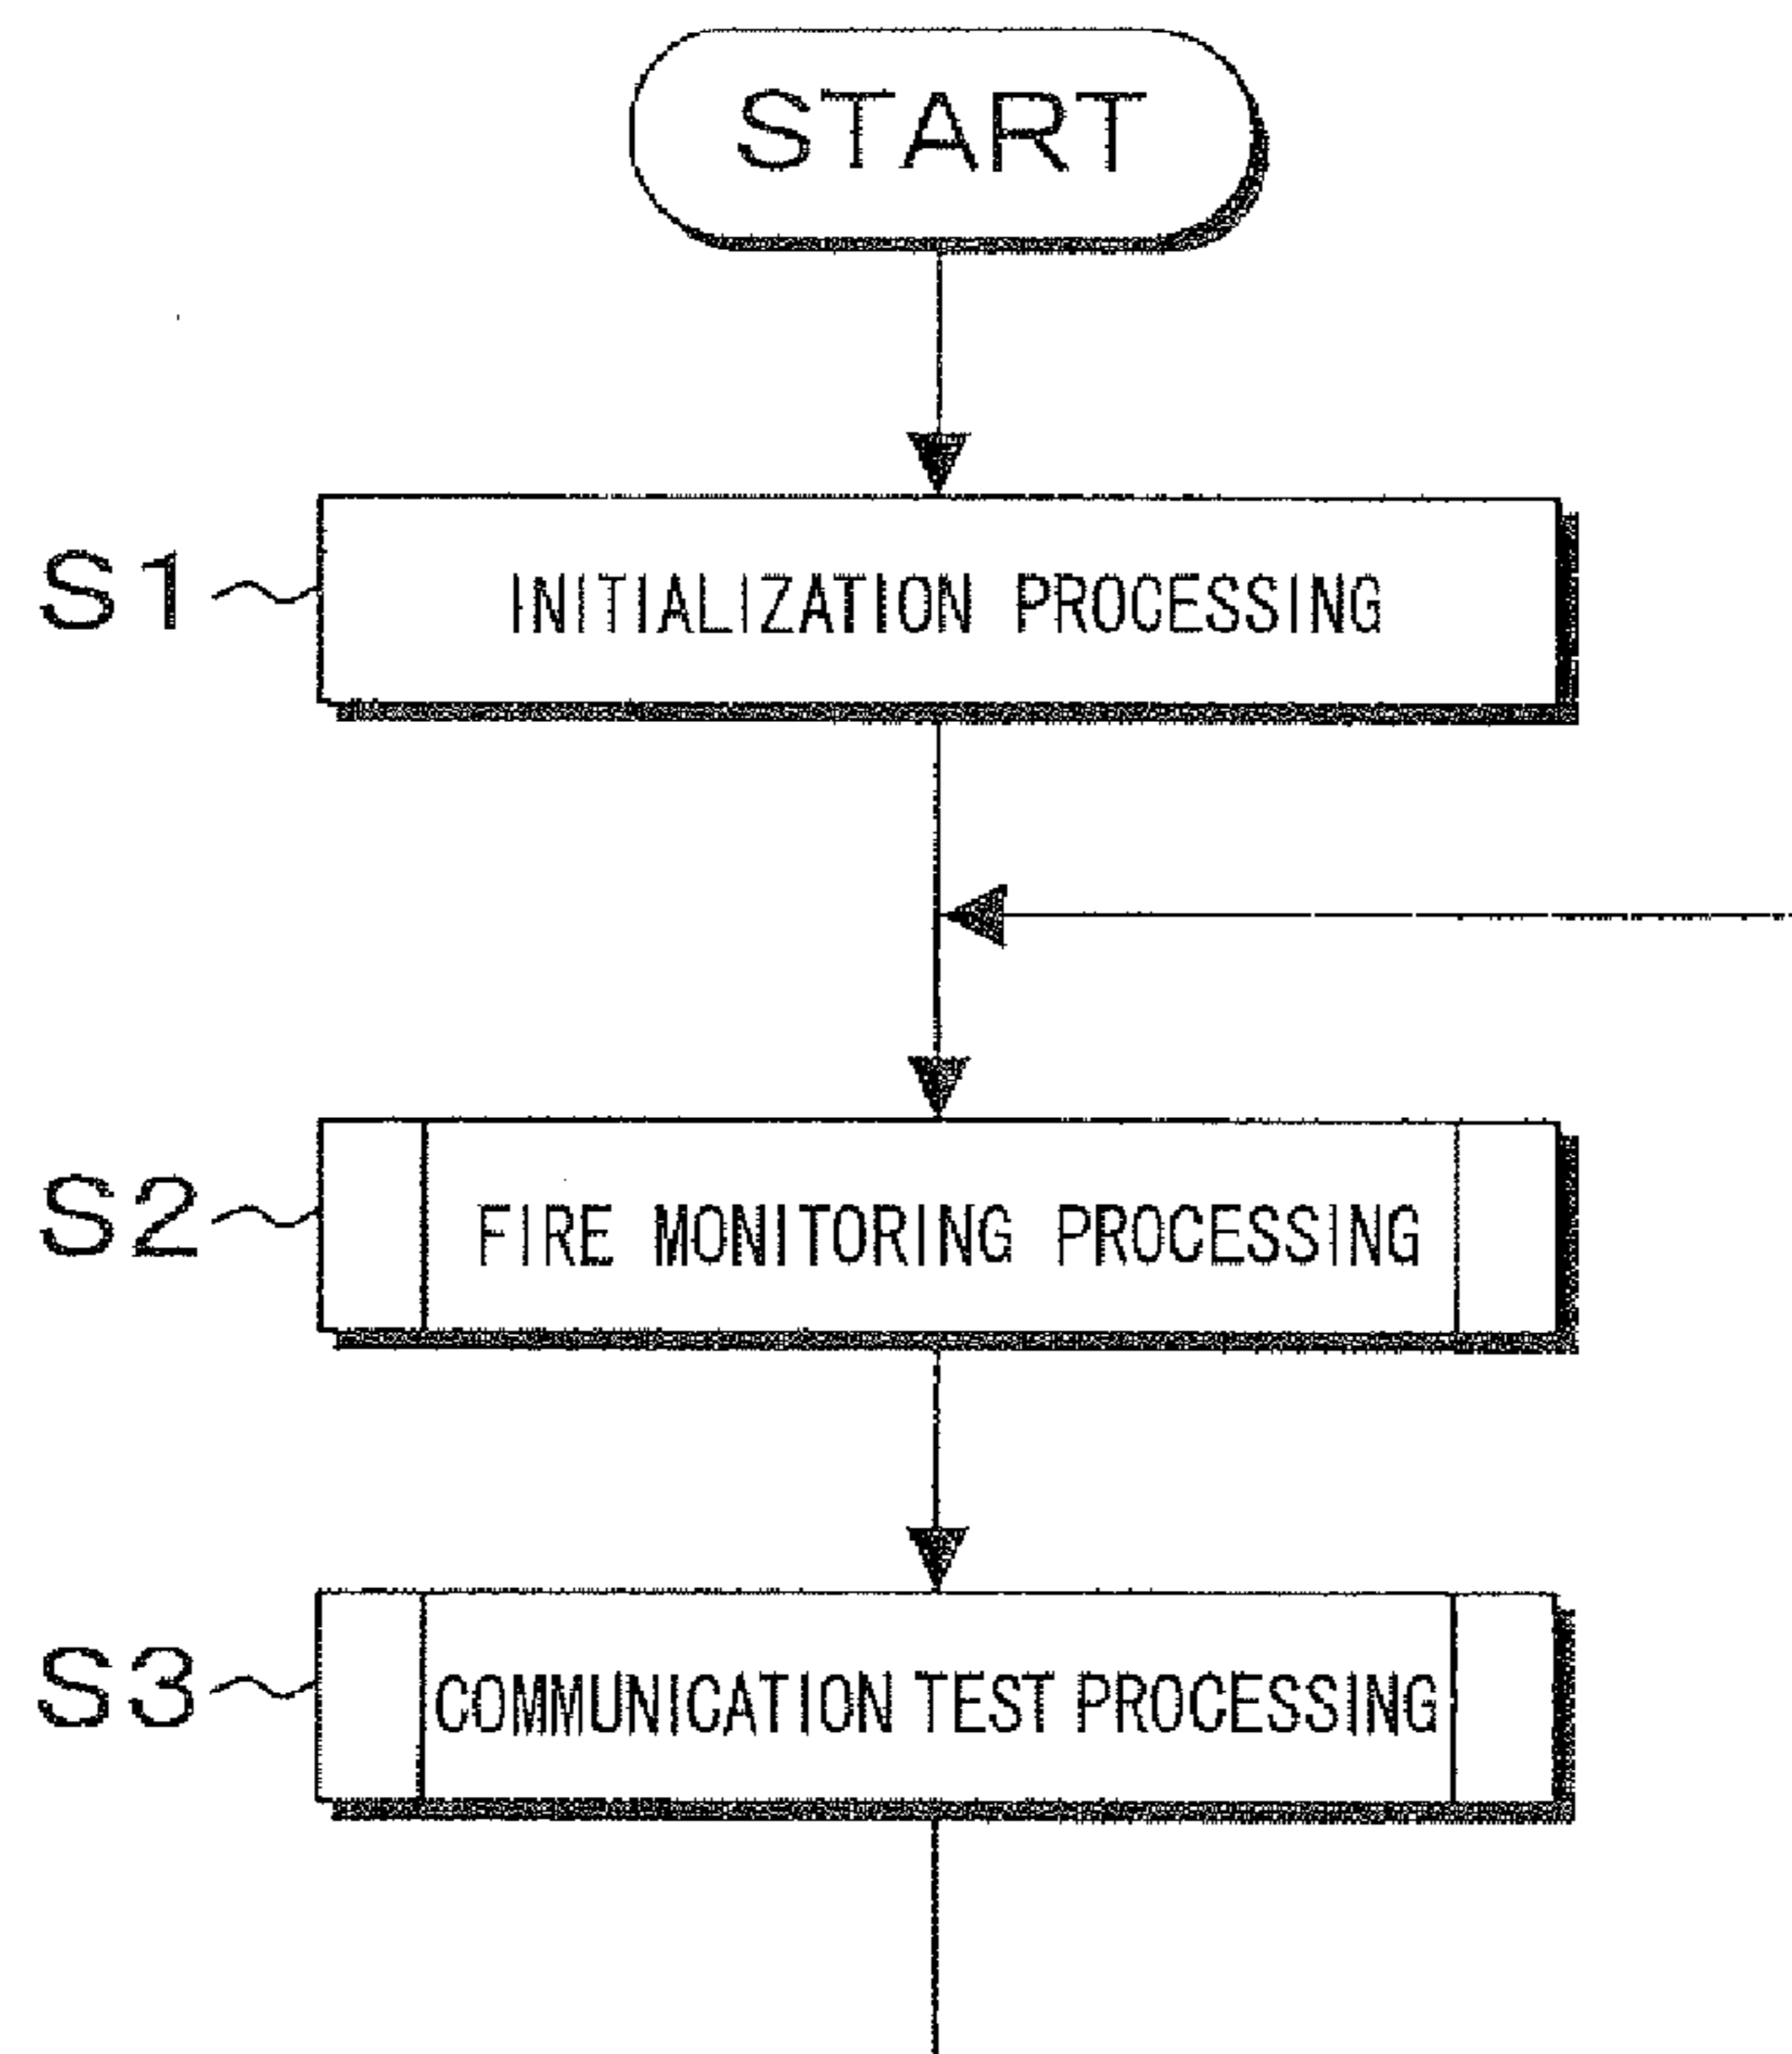 START
S1 INITIALIZATION PROCESSING
S2 FIRE MONITORING PROCESSING
S3 COMMUNICATION TEST PROCESSING